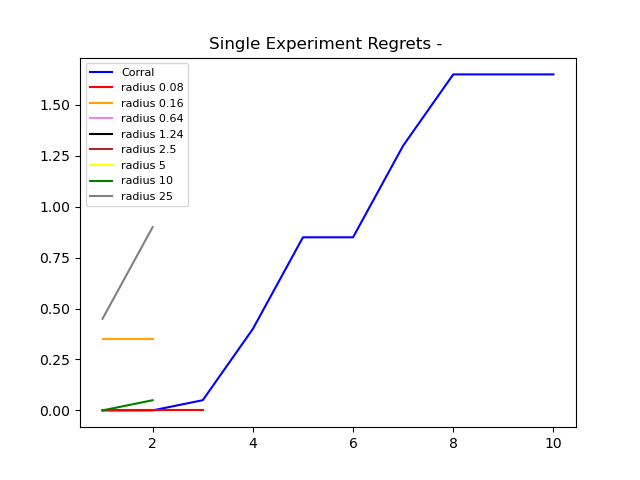 Single Experiment Regrets -
Corral
radius 0.08
radius 0.16
radius 0.64
radius 1.24
radius 2.5
radius 5
radius 10
radius 25
1.50
1.25
1.00
0.75
0.50
0.25
0.00
2 4 6 8 10